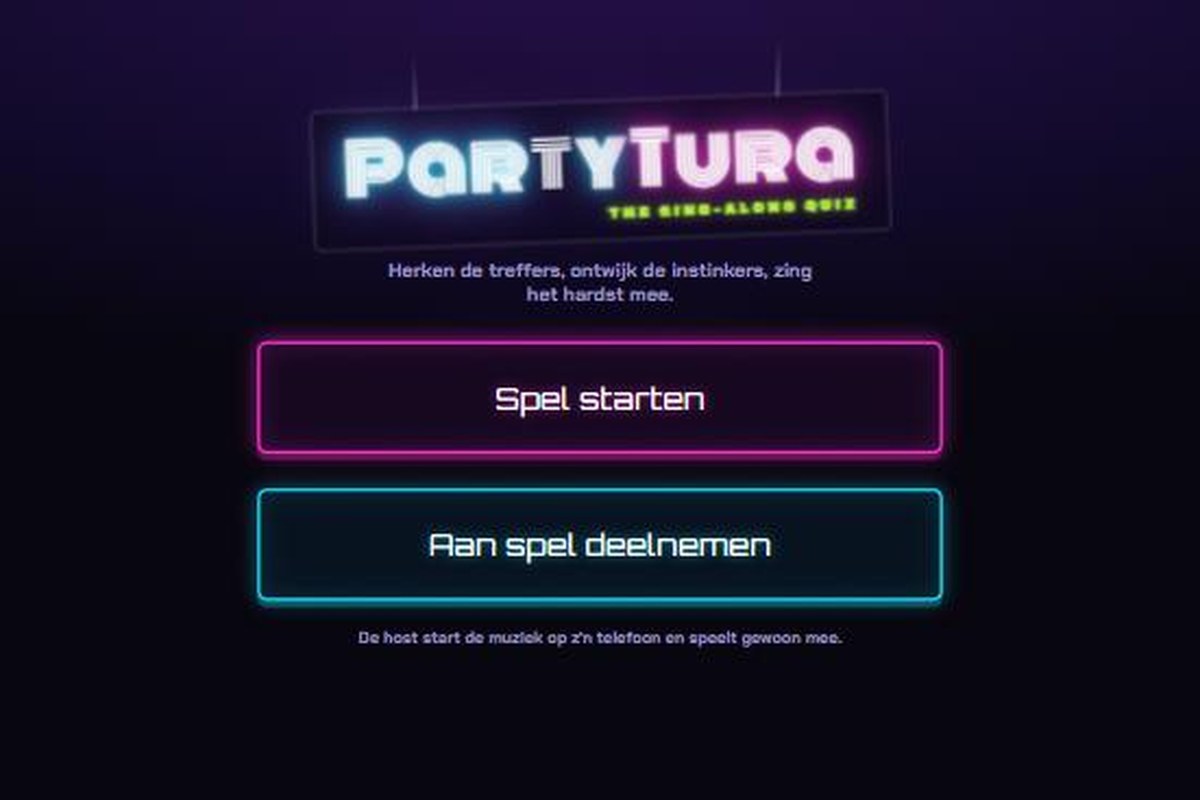 PARTYTURA
THE SING-ALONG QUIZ
Herken de treffers, ontwijk de instinkers, zing
het hardst mee.
Spel starten
Aan spel deelnemen
De host start de muziek op z'n telefoon en speelt gewoon mee.